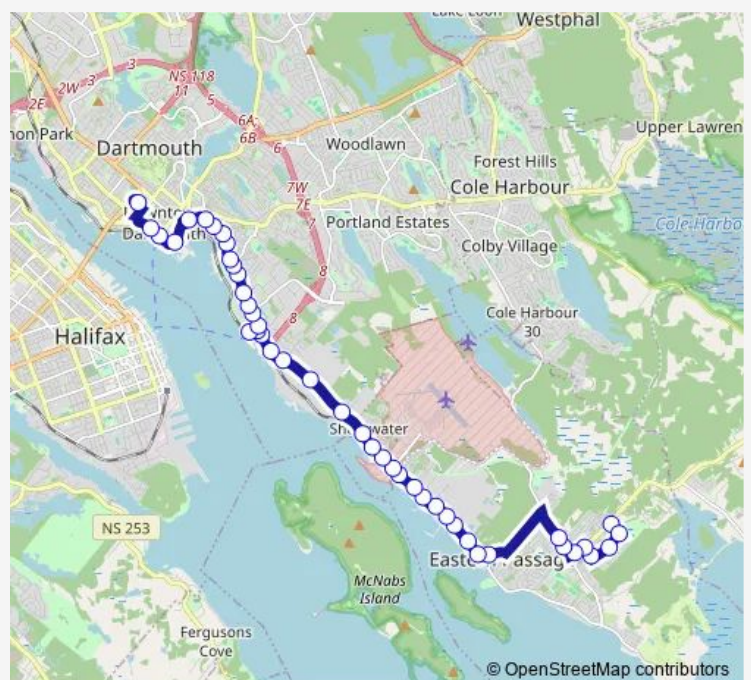 Westphal
NS 118
11
3
3
2W
2E
5
6A;
6B
6
Upper Lawren
Woodlawn
Dartmouth
Forest Hills
Cole Harbour
7W
7E
7
Portland Estates
Cole Harbo
Colby Village
8
Cole Harbour
30
8
Halifax
NS 253
McNabs
Island
Fergusons
Cove
© OpenStreetMap contributors